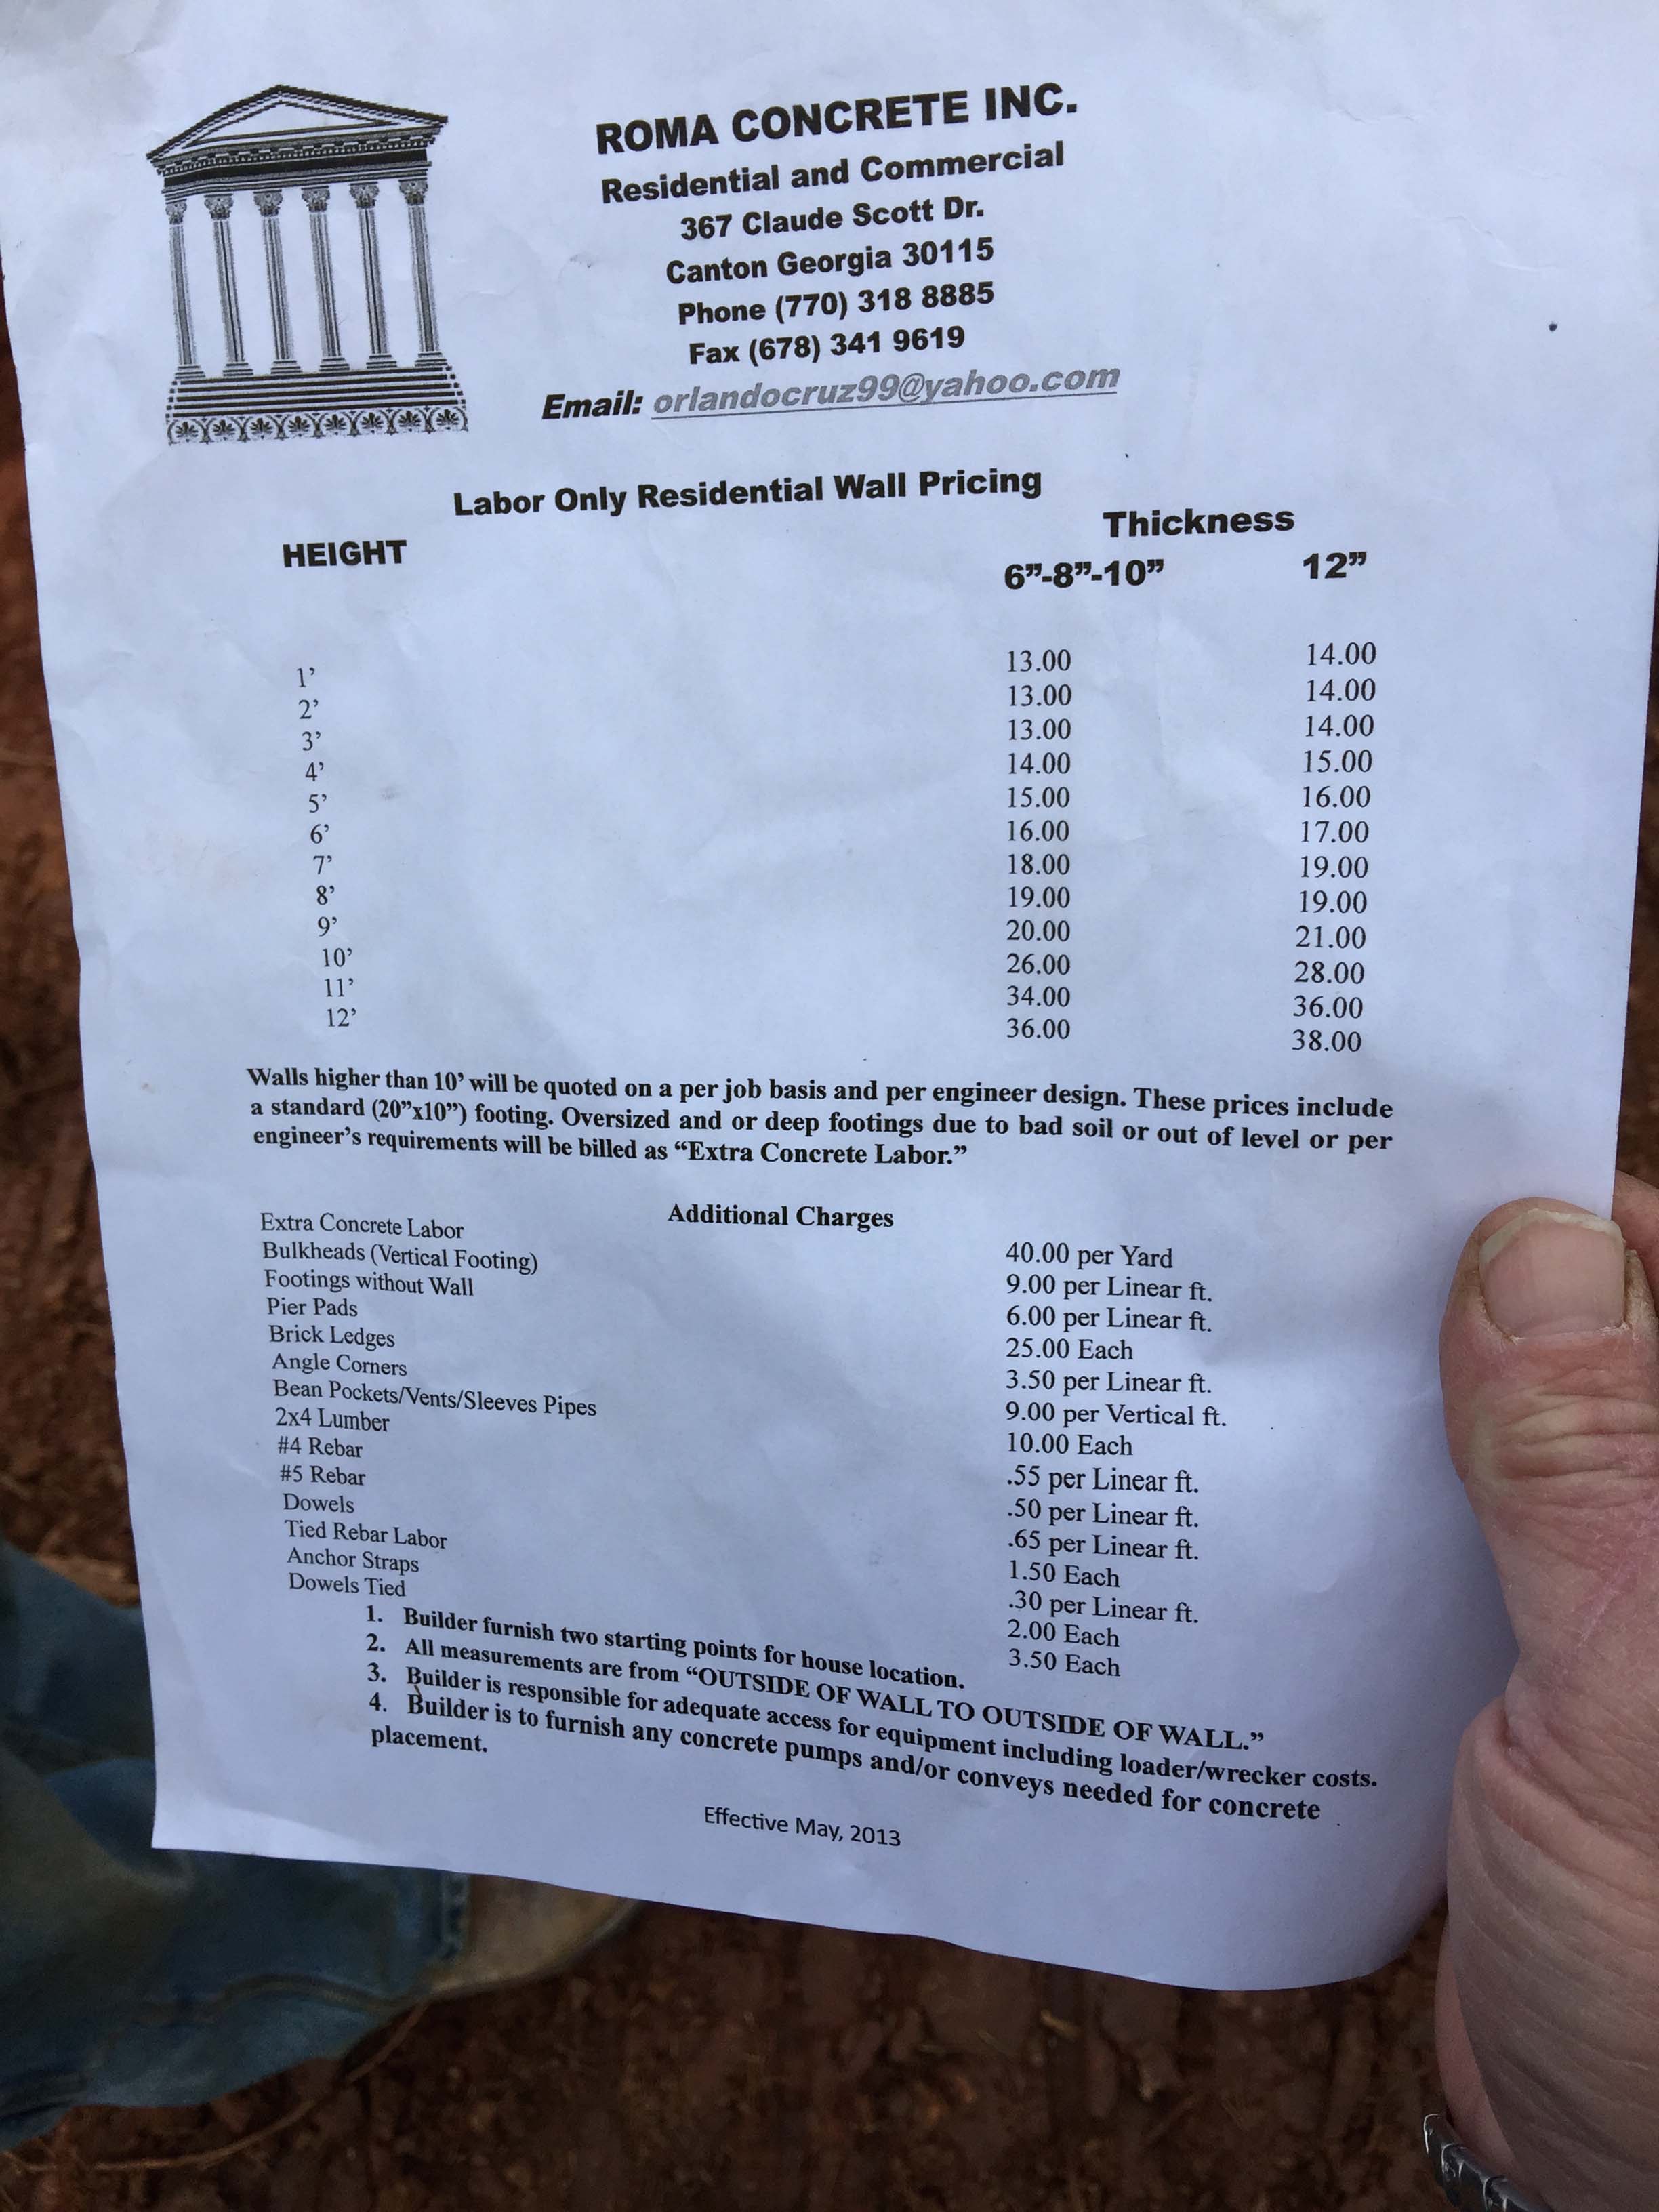 ROMA CONCRETE INC.
Residential and Commercial
367 Claude Scott Dr.
Canton Georgia 30115
Phone (770) 318 8885
Fax (678) 341 9619
Email: orlandocruz99@yahoo.com
Labor Only Residential Wall Pricing
HEIGHT Thickness
6”-8”-10” 12”
1’ 13.00 14.00
2’ 13.00 14.00
3’ 13.00 14.00
4’ 14.00 15.00
5’ 15.00 16.00
6’ 16.00 17.00
7’ 18.00 19.00
8’ 19.00 19.00
9’ 20.00 21.00
10’ 26.00 28.00
11’ 34.00 36.00
12’ 36.00 38.00
Walls higher than 10’ will be quoted on a per job basis and per engineer design. These prices include
a standard (20”x10”) footing. Oversized and or deep footings due to bad soil or out of level or per
engineer’s requirements will be billed as “Extra Concrete Labor.”
Additional Charges
Extra Concrete Labor 40.00 per Yard
Bulkheads (Vertical Footing) 9.00 per Linear ft.
Footings without Wall 6.00 per Linear ft.
Pier Pads 25.00 Each
Brick Ledges 3.50 per Linear ft.
Angle Corners 9.00 per Vertical ft.
Bean Pockets/Vents/Sleeves Pipes 10.00 Each
2x4 Lumber .55 per Linear ft.
#4 Rebar .50 per Linear ft.
#5 Rebar .65 per Linear ft.
Dowels 1.50 Each
Tied Rebar Labor .30 per Linear ft.
Anchor Straps 2.00 Each
Dowels Tied 3.50 Each
1. Builder furnish two starting points for house location.
2. All measurements are from “OUTSIDE OF WALL TO OUTSIDE OF WALL.”
3. Builder is responsible for adequate access for equipment including loader/wrecker costs.
4. Builder is to furnish any concrete pumps and/or conveys needed for concrete
placement.
Effective May, 2013